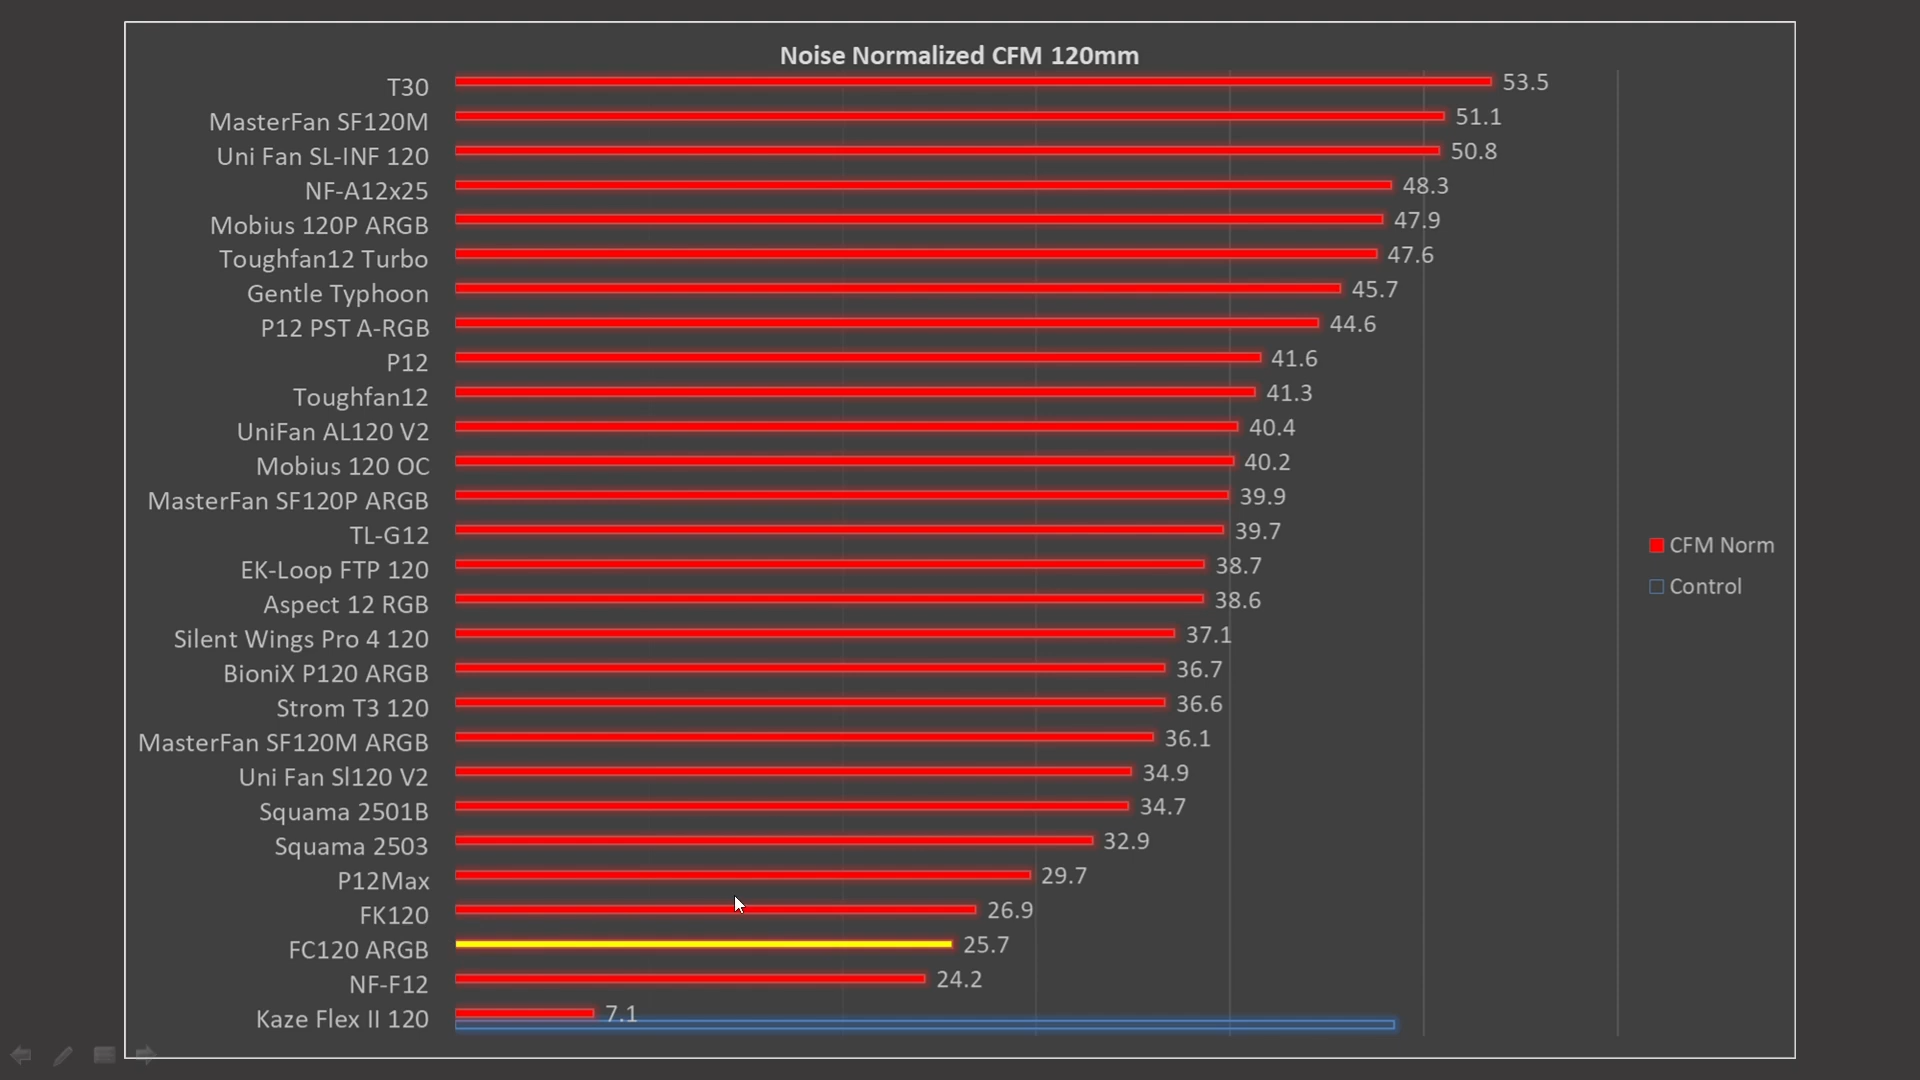 Noise Normalized CFM 120mm
T30 53.5
MasterFan SF120M 51.1
Uni Fan SL-INF 120 50.8
NF-A12x25 48.3
Mobius 120P ARGB 47.9
Toughfan12 Turbo 47.6
Gentle Typhoon 45.7
P12 PST A-RGB 44.6
P12 41.6
Toughfan12 41.3
UniFan AL120 V2 40.4
Mobius 120 OC 40.2
MasterFan SF120P ARGB 39.9
TL-G12 39.7
EK-Loop FTP 120 38.7
Aspect 12 RGB 38.6
Silent Wings Pro 4 120 37.1
BioniX P120 ARGB 36.7
Strom T3 120 36.6
MasterFan SF120M ARGB 36.1
Uni Fan Sl120 V2 34.9
Squama 2501B 34.7
Squama 2503 32.9
P12Max 29.7
FK120 26.9
FC120 ARGB 25.7
NF-F12 24.2
Kaze Flex II 120 7.1
CFM Norm
Control